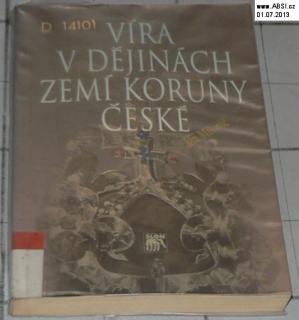 www.ABSI.cz
01.07.2013
D 14101
VÍRA
V DĚJINÁCH
ZEMÍ KORUNY
ČESKÉ
SLON